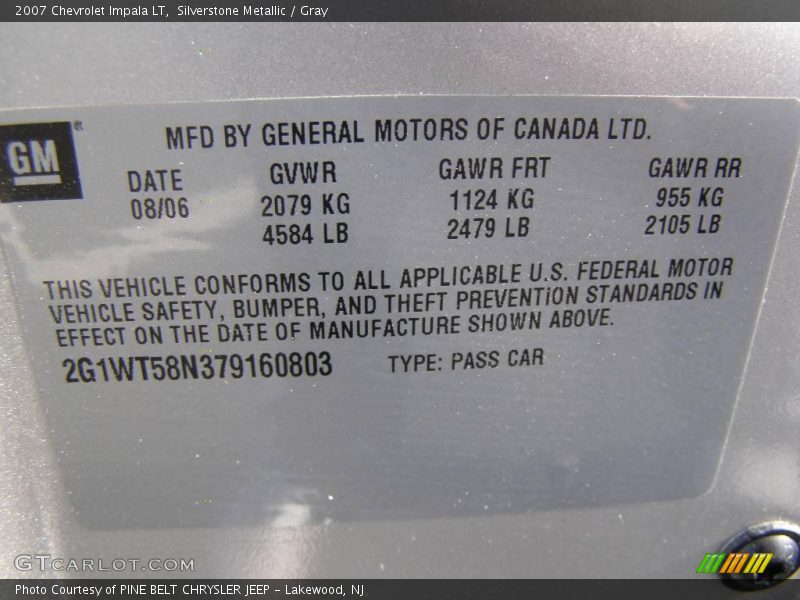 2007 Chevrolet Impala LT,  Silverstone Metallic / Gray
GM®
MFD BY GENERAL MOTORS OF CANADA LTD.
DATE GVWR GAWR FRT GAWR RR
08/06 2079 KG 1124 KG 955 KG
4584 LB 2479 LB 2105 LB
THIS VEHICLE CONFORMS TO ALL APPLICABLE U.S. FEDERAL MOTOR
VEHICLE SAFETY, BUMPER, AND THEFT PREVENTION STANDARDS IN
EFFECT ON THE DATE OF MANUFACTURE SHOWN ABOVE.
2G1WT58N379160803 TYPE: PASS CAR
GTCARLOT.COM
Photo Courtesy of PINE BELT CHRYSLER JEEP - Lakewood, NJ